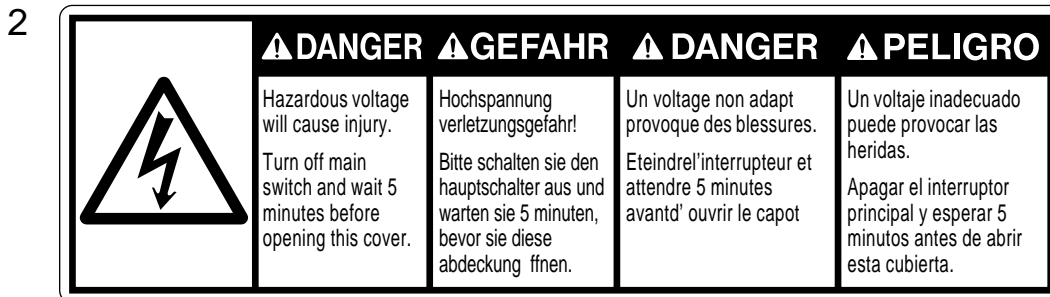 2
DANGER
Hazardous voltage
will cause injury.
Turn off main
switch and wait 5
minutes before
opening this cover.
GEFAHR
Hochspannung
verletzungsgefahr!
Bitte schalten sie den
hauptschalter aus und
warten sie 5 minuten,
bevor sie diese
abdeckung ffnen.
DANGER
Un voltage non adapt
provoque des blessures.
Eteindrel'interrupteur et
attendre 5 minutes
avantd' ouvrir le capot
PELIGRO
Un voltaje inadecuado
puede provocar las
heridas.
Apagar el interruptor
principal y esperar 5
minutos antes de abrir
esta cubierta.